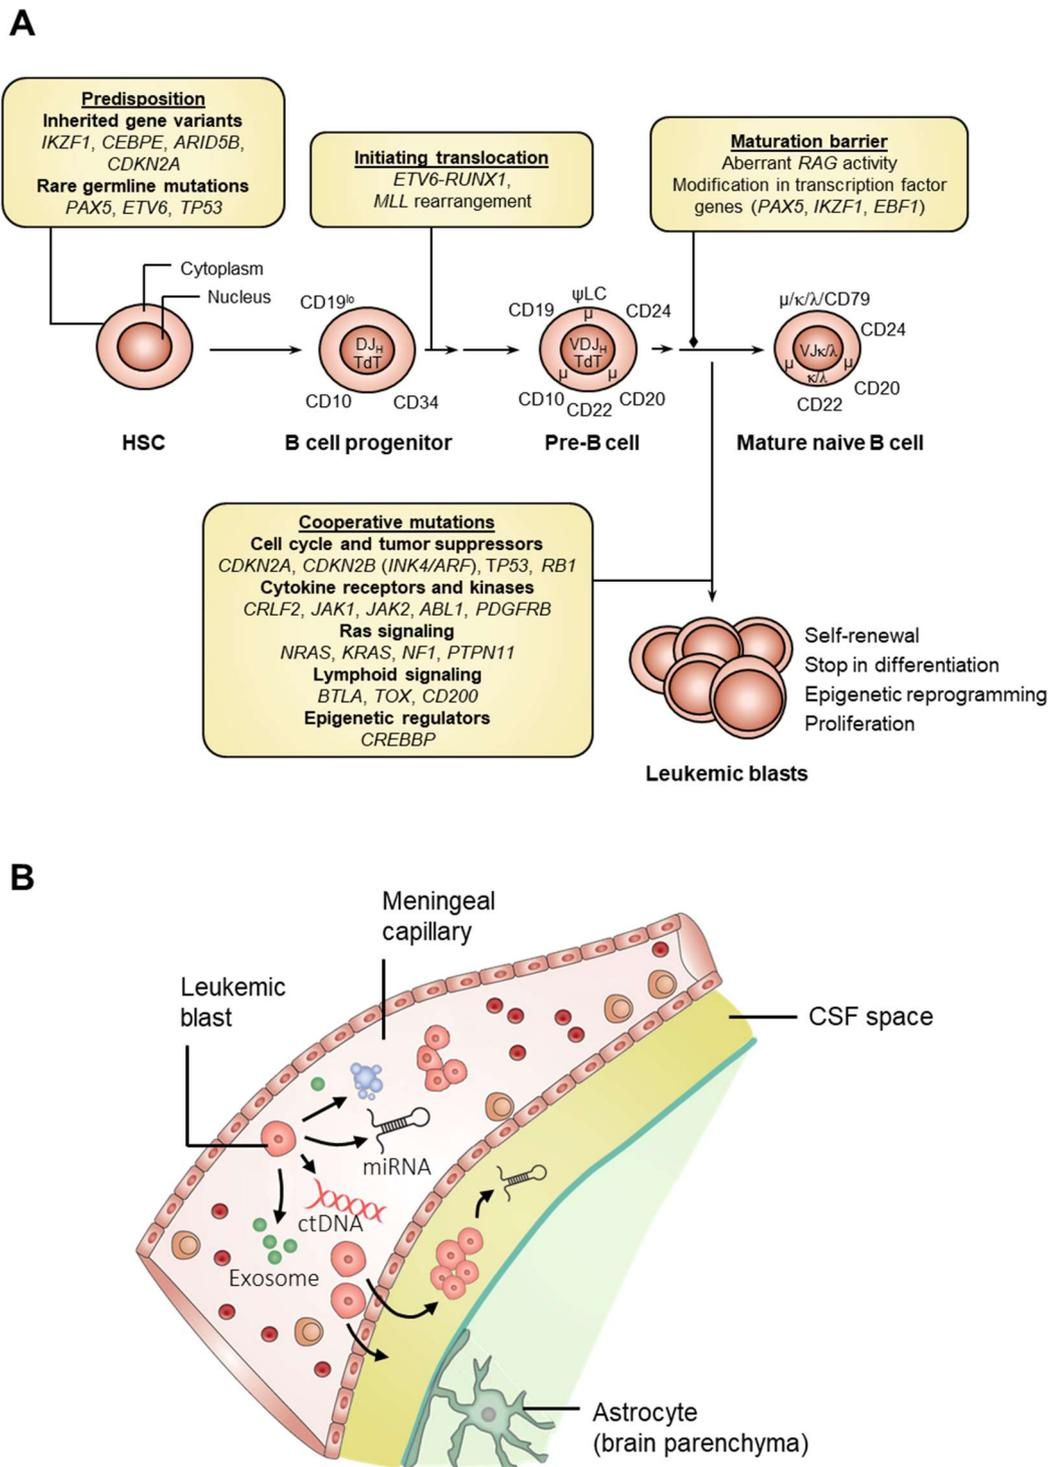 A
Predisposition
Inherited gene variants
IKZF1, CEBPE, ARID5B,
CDKN2A
Rare germline mutations
PAX5, ETV6, TP53
Initiating translocation
ETV6-RUNX1,
MLL rearrangement
Maturation barrier
Aberrant RAG activity
Modification in transcription factor
genes (PAX5, IKZF1, EBF1)
Cytoplasm
Nucleus
HSC
CD19lo
DJH
TdT
CD10
CD34
B cell progenitor
ψLC
CD19
CD24
μ
VDJH
TdT
μ
μ
CD10
CD22
CD20
Pre-B cell
μ/κ/λ/CD79
CD24
VJκ/λ
μ
μ
κ/λ
CD20
CD22
Mature naive B cell
Cooperative mutations
Cell cycle and tumor suppressors
CDKN2A, CDKN2B (INK4/ARF), TP53, RB1
Cytokine receptors and kinases
CRLF2, JAK1, JAK2, ABL1, PDGFRB
Ras signaling
NRAS, KRAS, NF1, PTPN11
Lymphoid signaling
BTLA, TOX, CD200
Epigenetic regulators
CREBBP
Self-renewal
Stop in differentiation
Epigenetic reprogramming
Proliferation
Leukemic blasts
B
Meningeal
capillary
Leukemic
blast
CSF space
miRNA
ctDNA
Exosome
Astrocyte
(brain parenchyma)